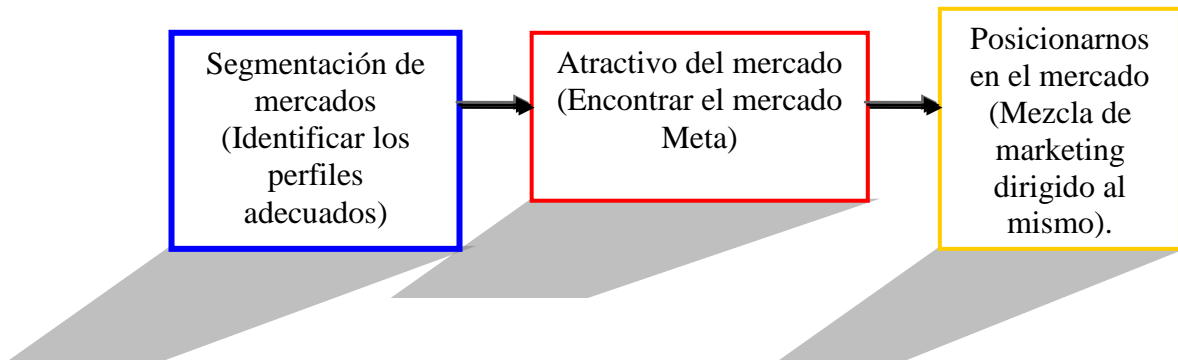 Segmentación de
mercados
(Identificar los
perfiles
adecuados)
Atractivo del mercado
(Encontrar el mercado
Meta)
Posicionarnos
en el mercado
(Mezcla de
marketing
dirigido al
mismo).